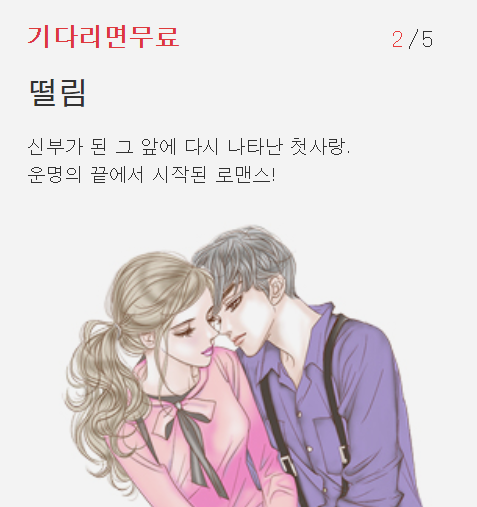 기다리면무료
2/5
떨림
신부가 된 그 앞에 다시 나타난 첫사랑.
운명의 끝에서 시작된 로맨스!